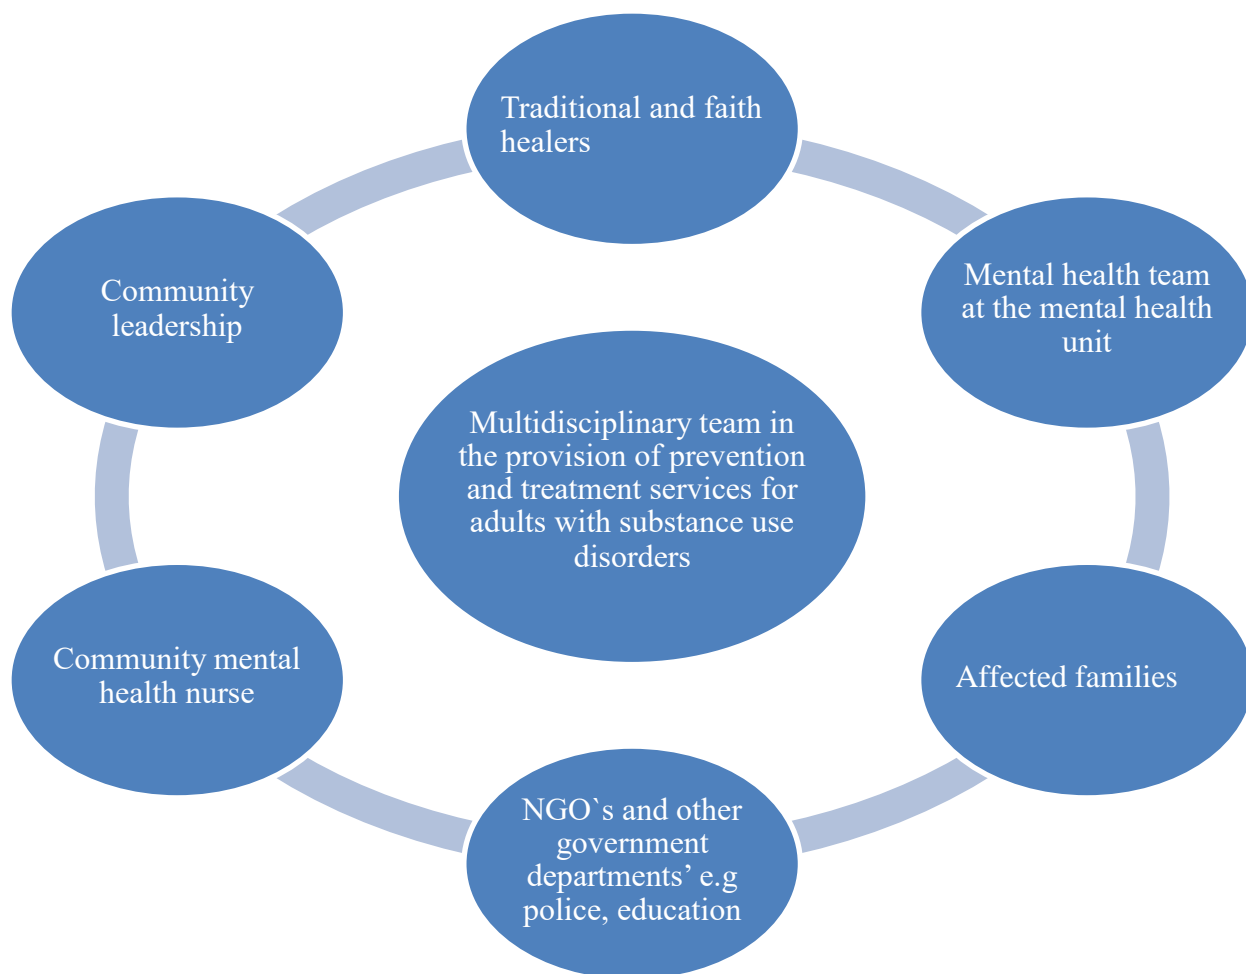 Traditional and faith
healers
Mental health team
at the mental health
unit
Affected families
NGO`s and other
government
departments’ e.g
police, education
Community mental
health nurse
Community
leadership
Multidisciplinary team in
the provision of prevention
and treatment services for
adults with substance use
disorders